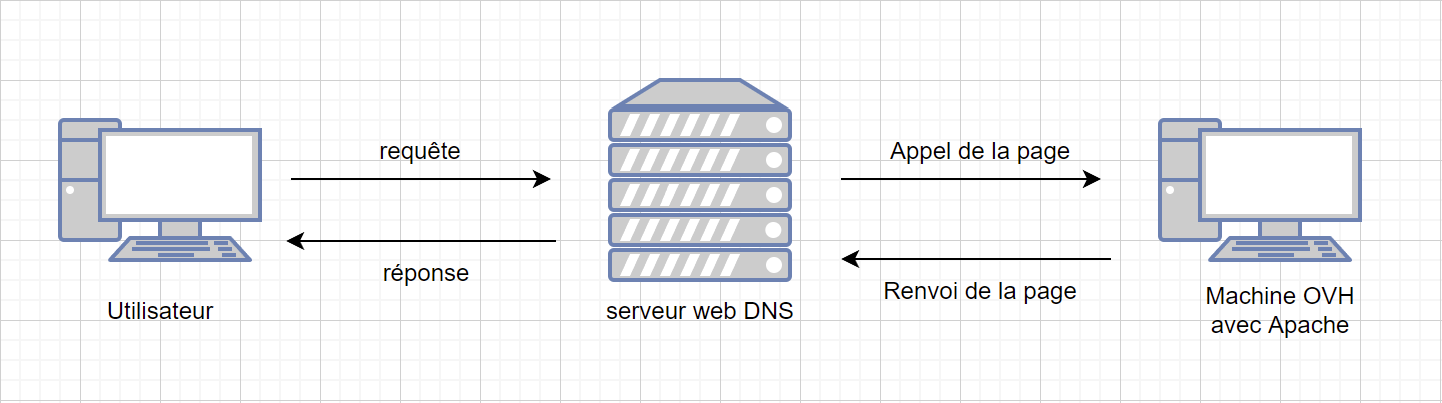 requête
Appel de la page
réponse
Renvoi de la page
Utilisateur
serveur web DNS
Machine OVH
avec Apache